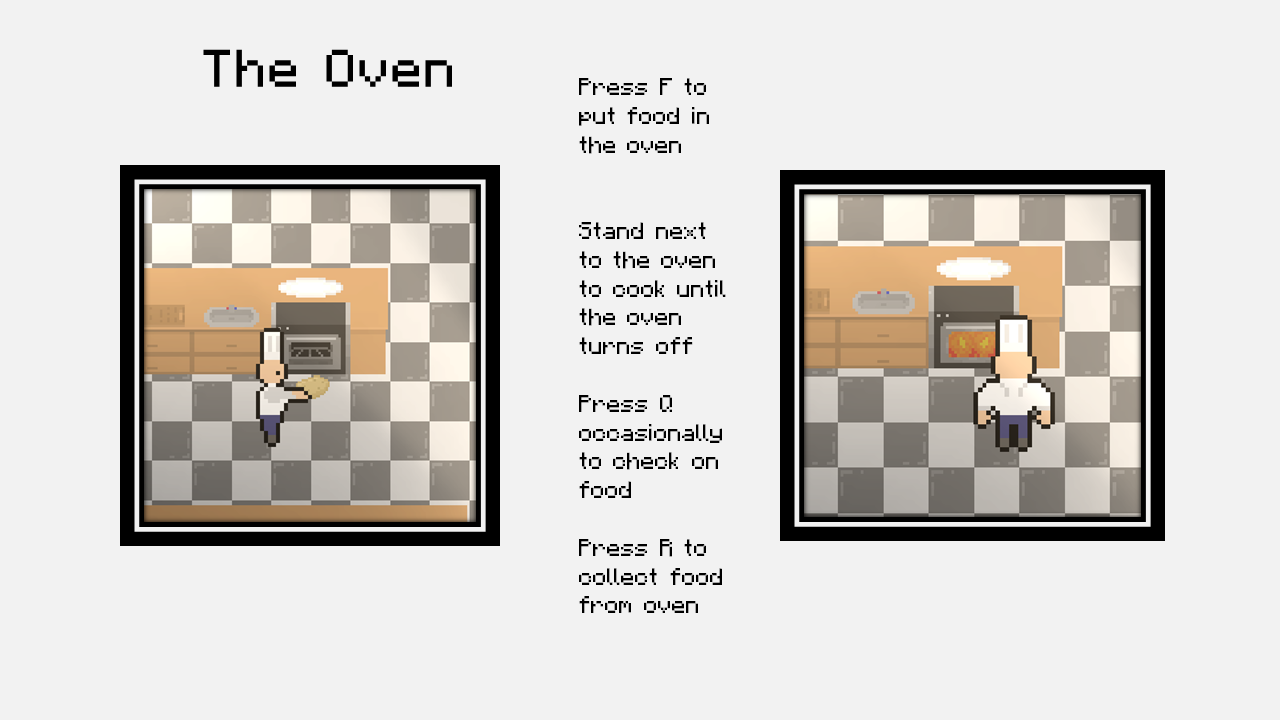 The Oven
Press F to
put food in
the oven
Stand next
to the oven
to cook until
the oven
turns off
Press Q
occasionally
to check on
food
Press R to
collect food
from oven